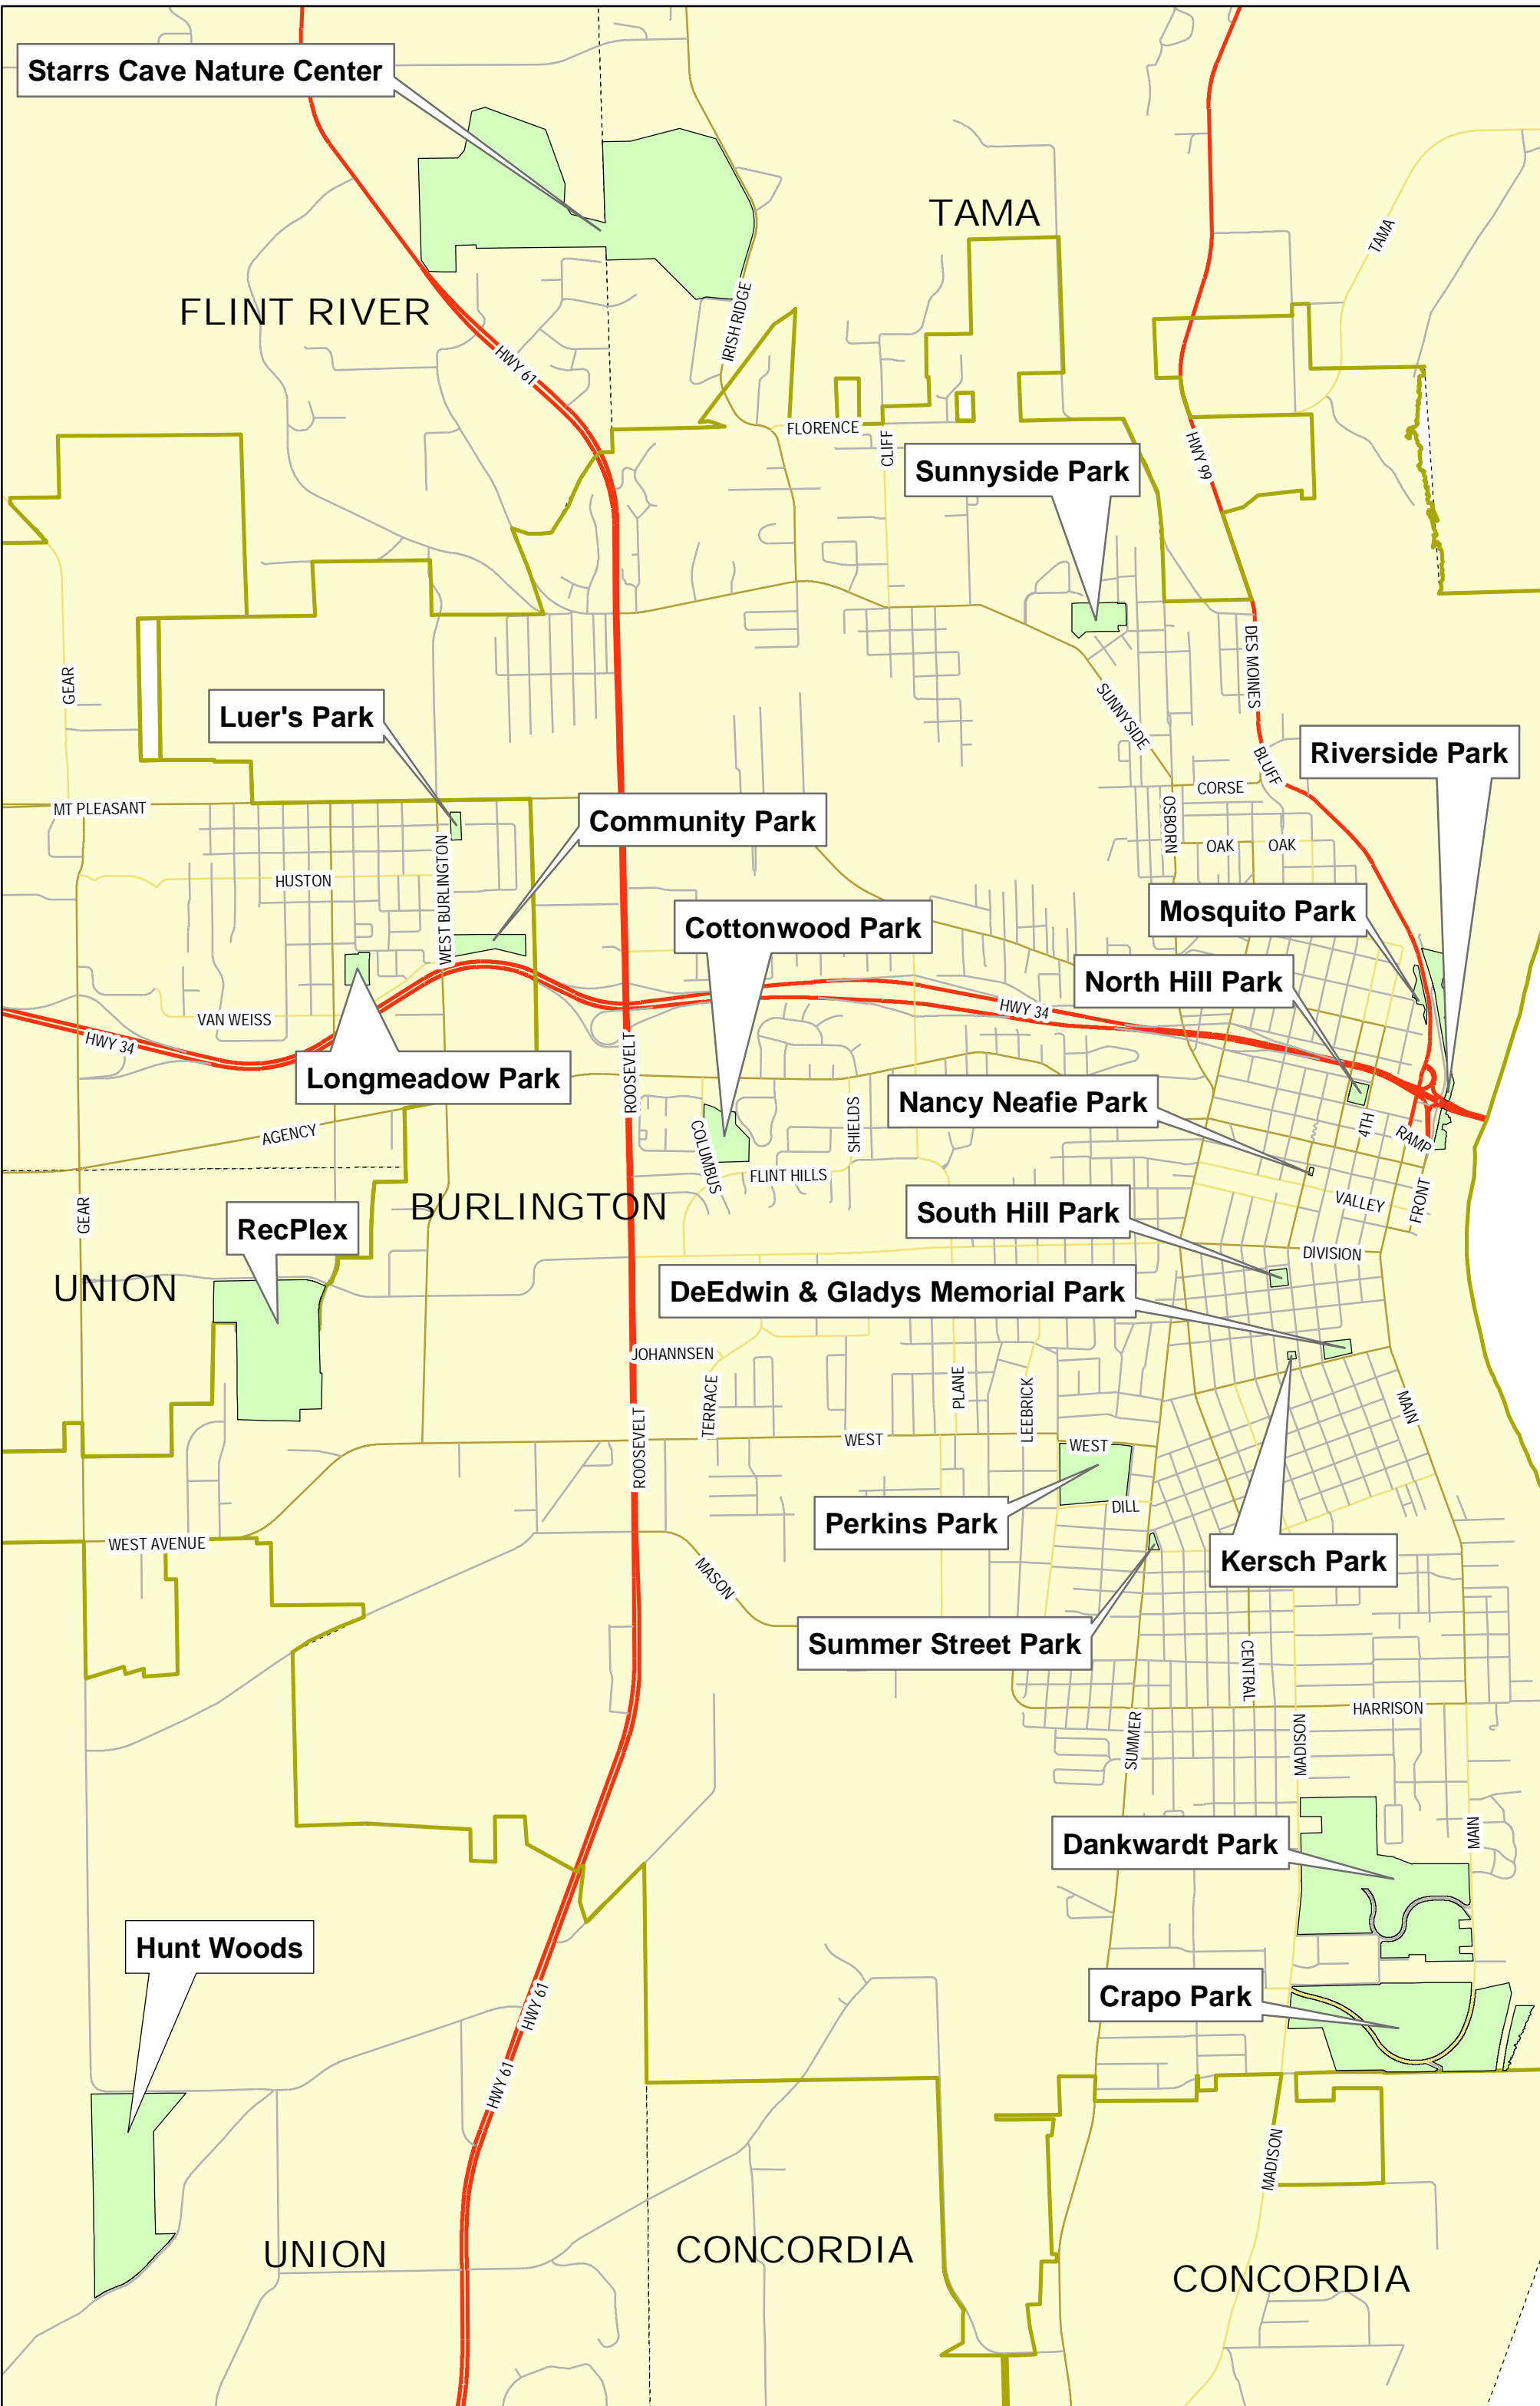 Starrs Cave Nature Center
TAMA
TAMA
FLINT RIVER
IRISH RIDGE
HWY 61
FLORENCE
CLIFF
HWY 99
Sunnyside Park
GEAR
DES MOINES
SUNNYSIDE
Luer's Park
BLUFF
Riverside Park
CORSE
MT PLEASANT
Community Park
OSBORN
OAK
OAK
WEST BURLINGTON
HUSTON
Mosquito Park
Cottonwood Park
North Hill Park
HWY 34
VAN WEISS
HWY 34
ROOSEVELT
Longmeadow Park
Nancy Neafie Park
SHIELDS
4TH
AGENCY
RAMP
COLUMBUS
FLINT HILLS
VALLEY
FRONT
GEAR
BURLINGTON
South Hill Park
RecPlex
DIVISION
UNION
DeEdwin & Gladys Memorial Park
JOHANNSEN
PLANE
TERRACE
LEEBRICK
MAIN
WEST
WEST
ROOSEVELT
DILL
Perkins Park
WEST AVENUE
Kersch Park
MASON
Summer Street Park
CENTRAL
HARRISON
SUMMER
MADISON
MAIN
Dankwardt Park
Hunt Woods
Crapo Park
HWY 61
HWY 61
MADISON
UNION
CONCORDIA
CONCORDIA